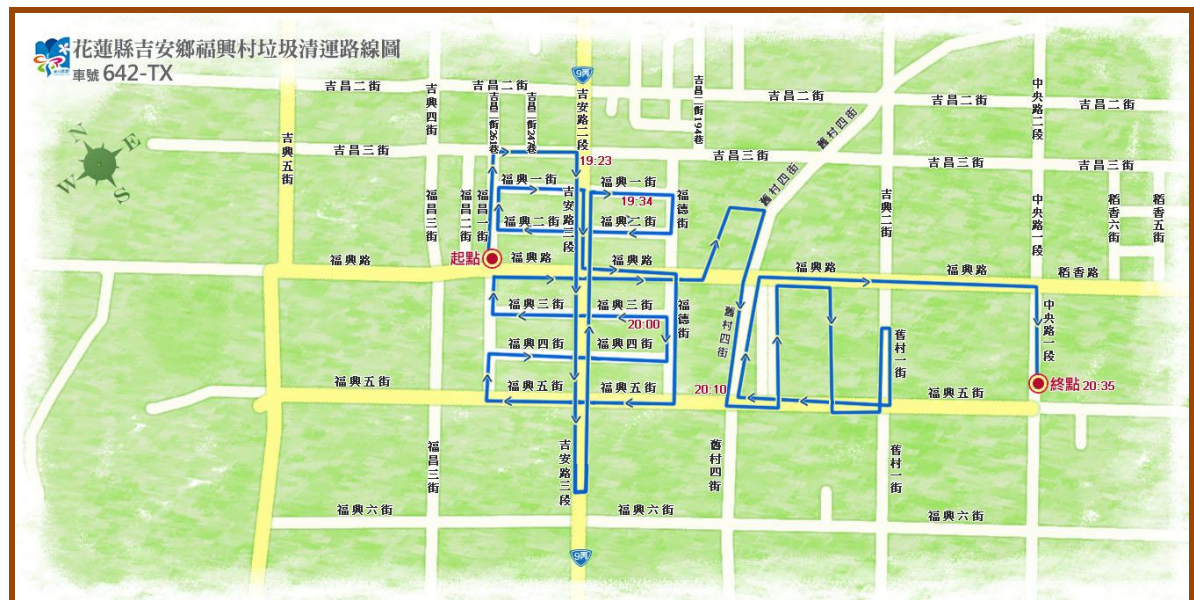 花蓮縣吉安鄉福興村垃圾清運路線圖
車號 642-TX
9丙
吉昌二街
吉昌二街
吉昌二街
吉昌二街
吉昌二街
吉興四街
吉昌二街261巷
吉昌二街247巷
吉安路二段
吉昌二街194巷
舊村四街
中央路二段
N
E
W
S
吉興五街
吉昌三街
吉昌三街
吉昌三街
吉昌三街
19:23
舊村四街
福昌三街
福昌二街
福昌一街
福興一街
吉安路三段
福興一街
19:34
福德街
吉興二街
中央路一段
稻香六街
稻香五街
福興二街
福興二街
起點
福興路
福興路
福興路
福興路
福興路
稻香路
福興三街
福興三街
20:00
福德街
舊村四街
中央路一段
福興四街
福興四街
舊村一街
福興五街
福興五街
福興五街
20:10
福興五街
終點 20:35
福昌三街
吉安路三段
舊村四街
舊村一街
福興六街
福興六街
福興六街
9丙